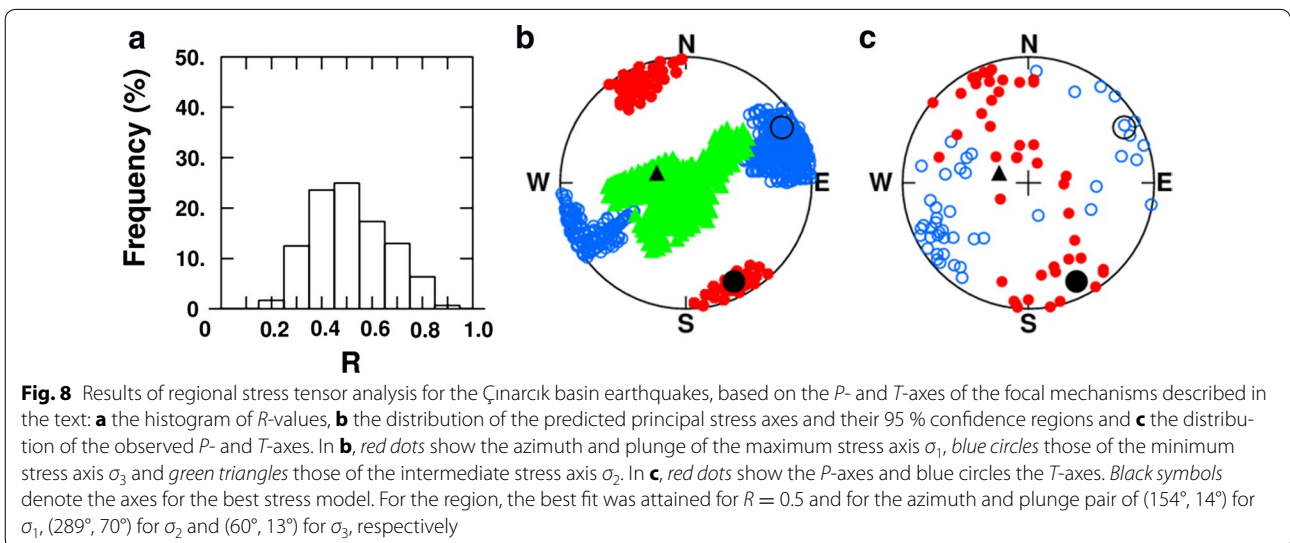 a
50.
40.
30.
20.
10.
0
Frequency (%)
0 0.2 0.4 0.6 0.8 1.0
R
b
N
W E
S
c
N
W E
S
Fig. 8 Results of regional stress tensor analysis for the Çınarcık basin earthquakes, based on the P- and T-axes of the focal mechanisms described in
the text: a the histogram of R-values, b the distribution of the predicted principal stress axes and their 95 % confidence regions and c the distribu-
tion of the observed P- and T-axes. In b, red dots show the azimuth and plunge of the maximum stress axis σ₁, blue circles those of the minimum
stress axis σ₃ and green triangles those of the intermediate stress axis σ₂. In c, red dots show the P-axes and blue circles the T-axes. Black symbols
denote the axes for the best stress model. For the region, the best fit was attained for R = 0.5 and for the azimuth and plunge pair of (154°, 14°) for
σ₁, (289°, 70°) for σ₂ and (60°, 13°) for σ₃, respectively